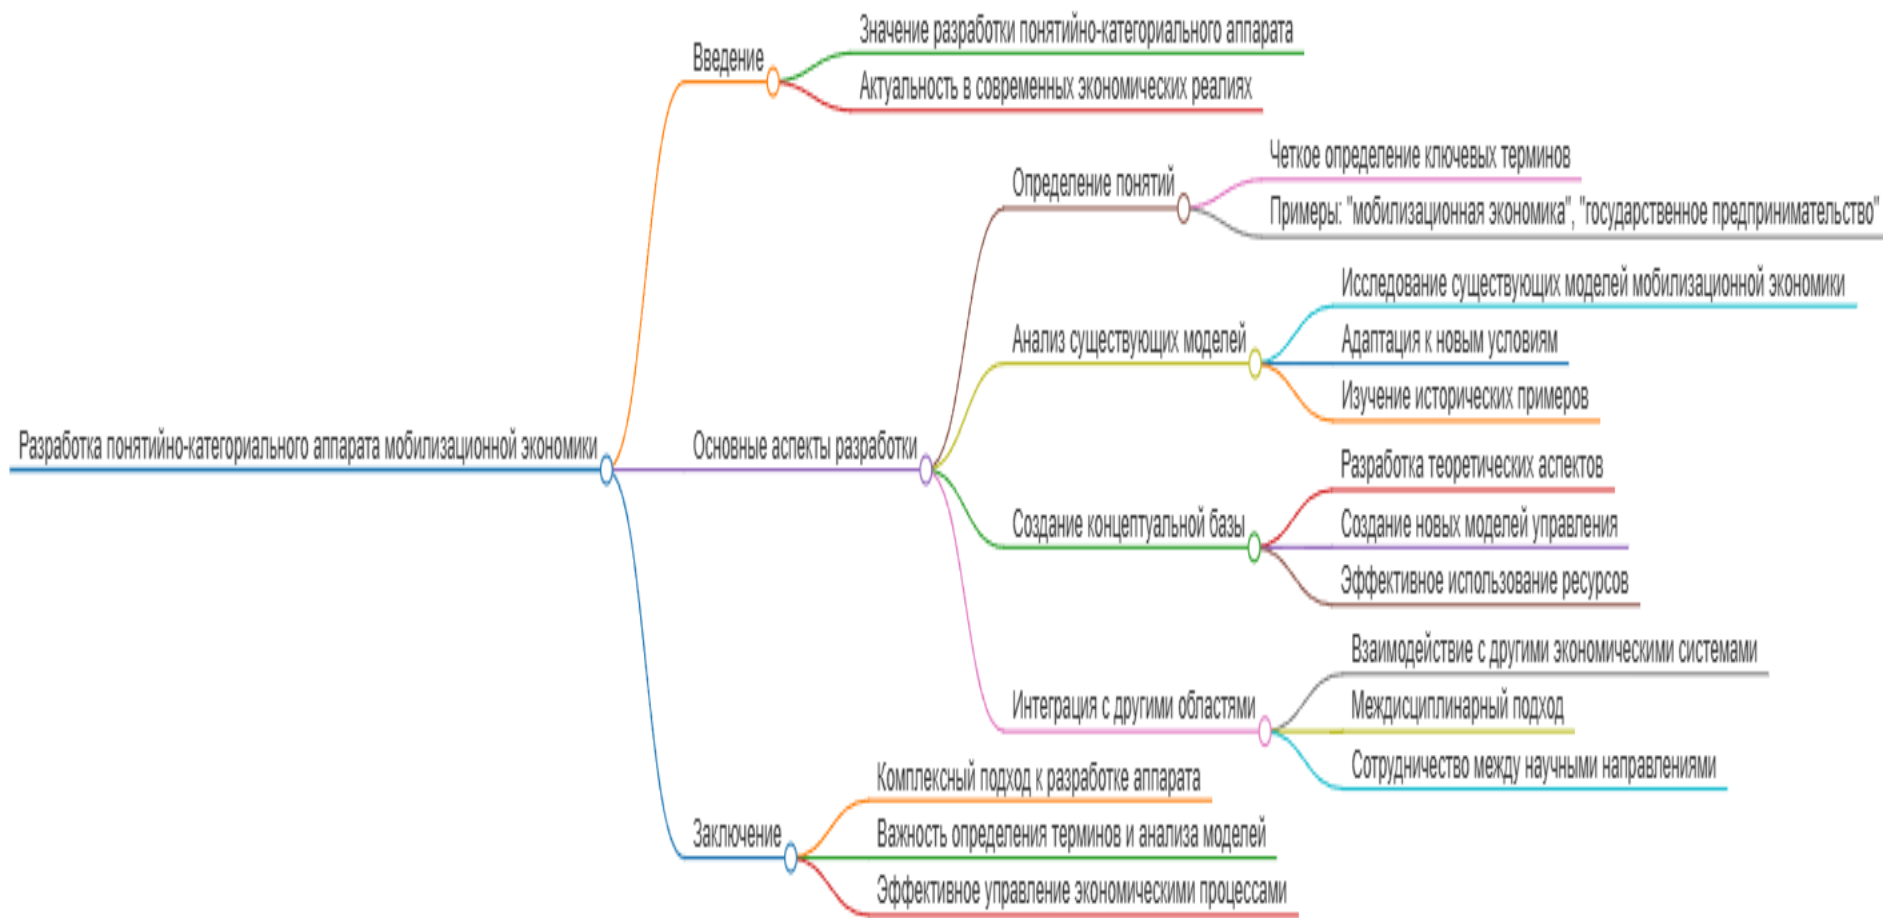 Разработка понятийно-категориального аппарата мобилизационной экономики
Введение
Значение разработки понятийно-категориального аппарата
Актуальность в современных экономических реалиях
Основные аспекты разработки
Определение понятий
Четкое определение ключевых терминов
Примеры: "мобилизационная экономика", "государственное предпринимательство"
Анализ существующих моделей
Исследование существующих моделей мобилизационной экономики
Адаптация к новым условиям
Изучение исторических примеров
Создание концептуальной базы
Разработка теоретических аспектов
Создание новых моделей управления
Эффективное использование ресурсов
Интеграция с другими областями
Взаимодействие с другими экономическими системами
Междисциплинарный подход
Сотрудничество между научными направлениями
Заключение
Комплексный подход к разработке аппарата
Важность определения терминов и анализа моделей
Эффективное управление экономическими процессами